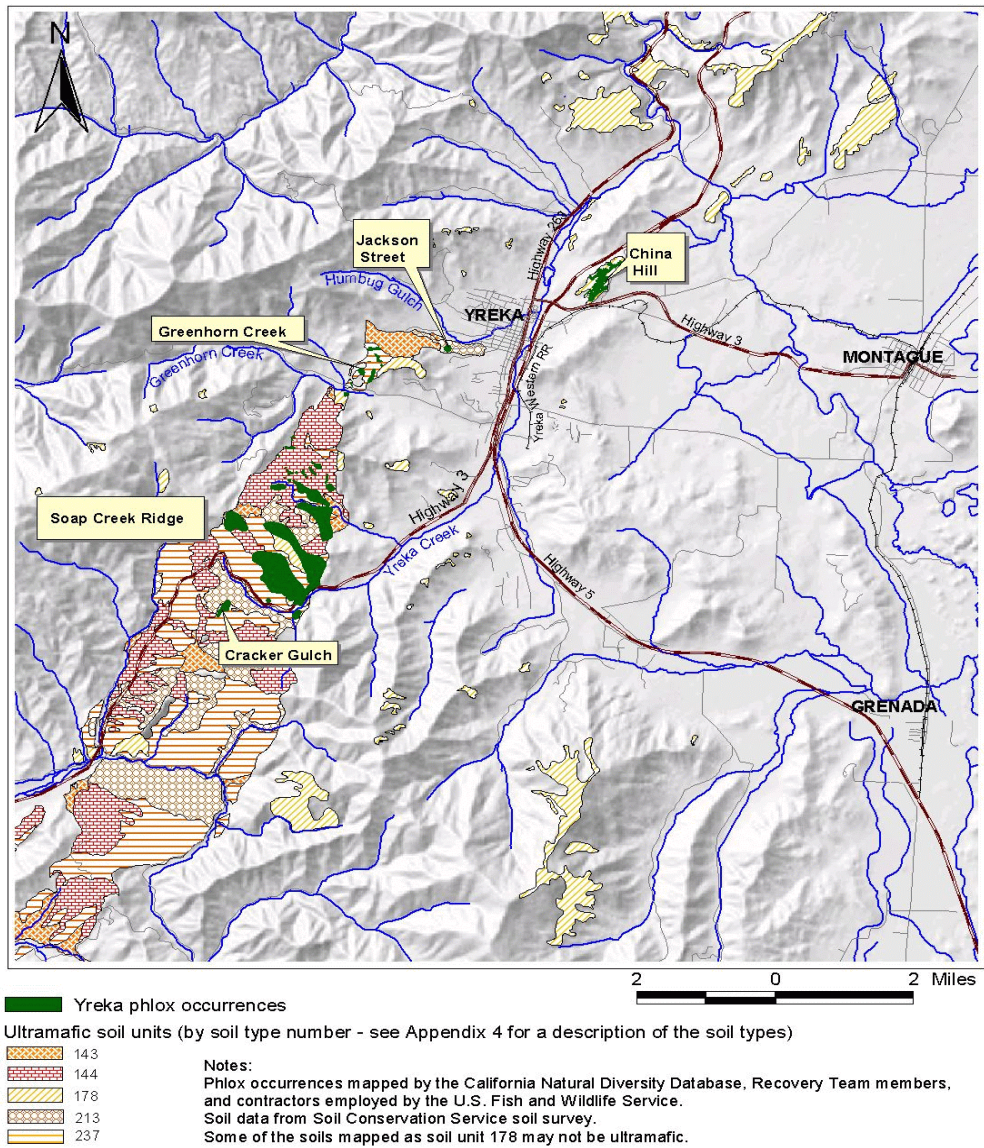 N
Highway 263
Jackson
Street
China
Hill
Humbug Gulch
YREKA
Greenhorn Creek
Greenhorn Creek
Highway 3
MONTAGUE
Yreka Western RR
Soap Creek Ridge
Highway 3
Yreka Creek
Highway 5
Cracker Gulch
GRENADA
2 0 2 Miles
Yreka phlox occurrences
Ultramafic soil units (by soil type number - see Appendix 4 for a description of the soil types)
143
144
178
213
237
Notes:
Phlox occurrences mapped by the California Natural Diversity Database, Recovery Team members,
and contractors employed by the U.S. Fish and Wildlife Service.
Soil data from Soil Conservation Service soil survey.
Some of the soils mapped as soil unit 178 may not be ultramafic.